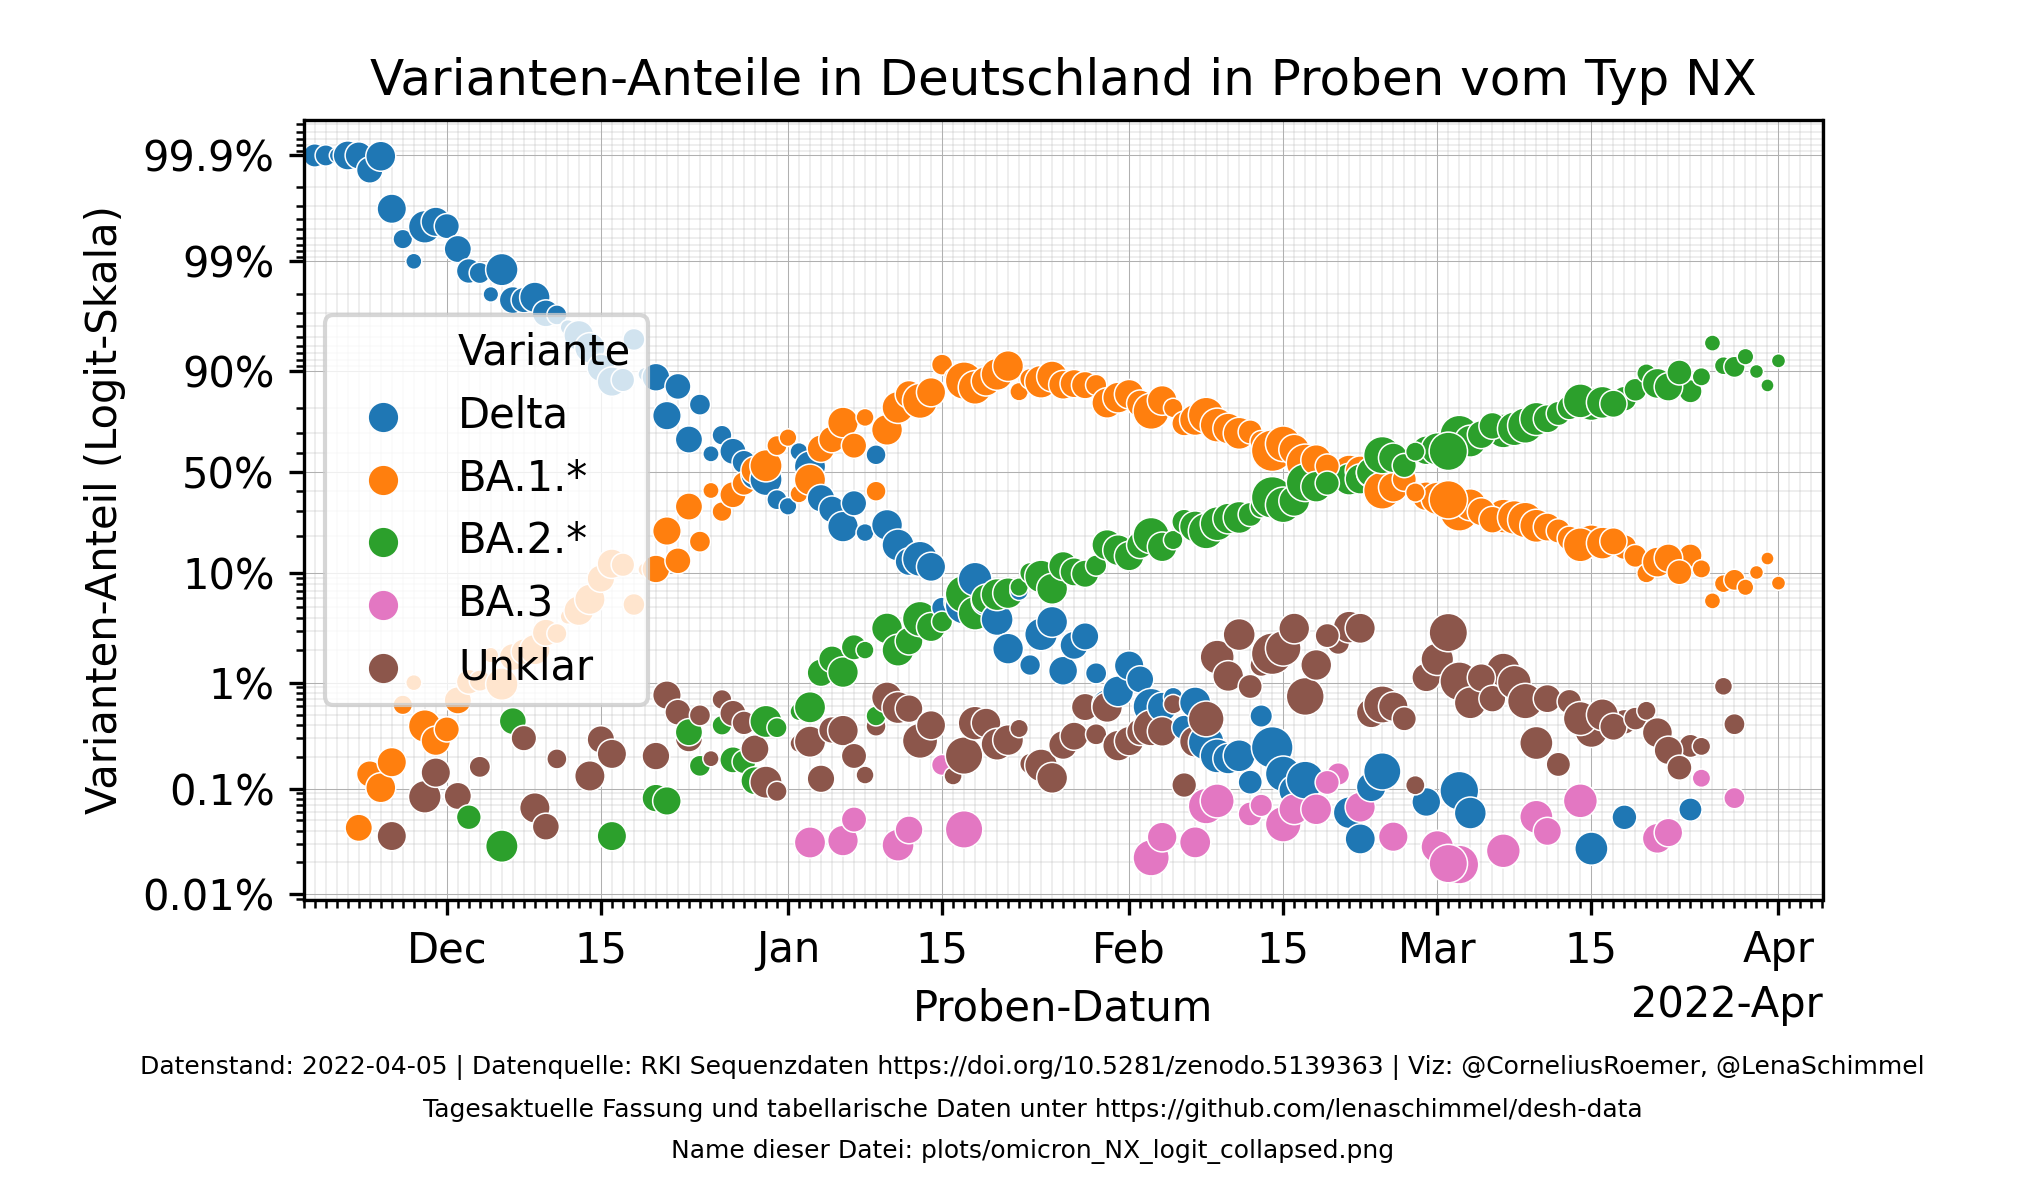 Varianten-Anteile in Deutschland in Proben vom Typ NX
Varianten-Anteil (Logit-Skala)
99.9%
99%
90%
50%
10%
1%
0.1%
0.01%
Variante
Delta
BA.1.*
BA.2.*
BA.3
Unklar
Dec 15 Jan 15 Feb 15 Mar 15 Apr
Proben-Datum
2022-Apr
Datenstand: 2022-04-05 | Datenquelle: RKI Sequenzdaten https://doi.org/10.5281/zenodo.5139363 | Viz: @CorneliusRoemer, @LenaSchimmel
Tagesaktuelle Fassung und tabellarische Daten unter https://github.com/lenaschimmel/desh-data
Name dieser Datei: plots/omicron_NX_logit_collapsed.png